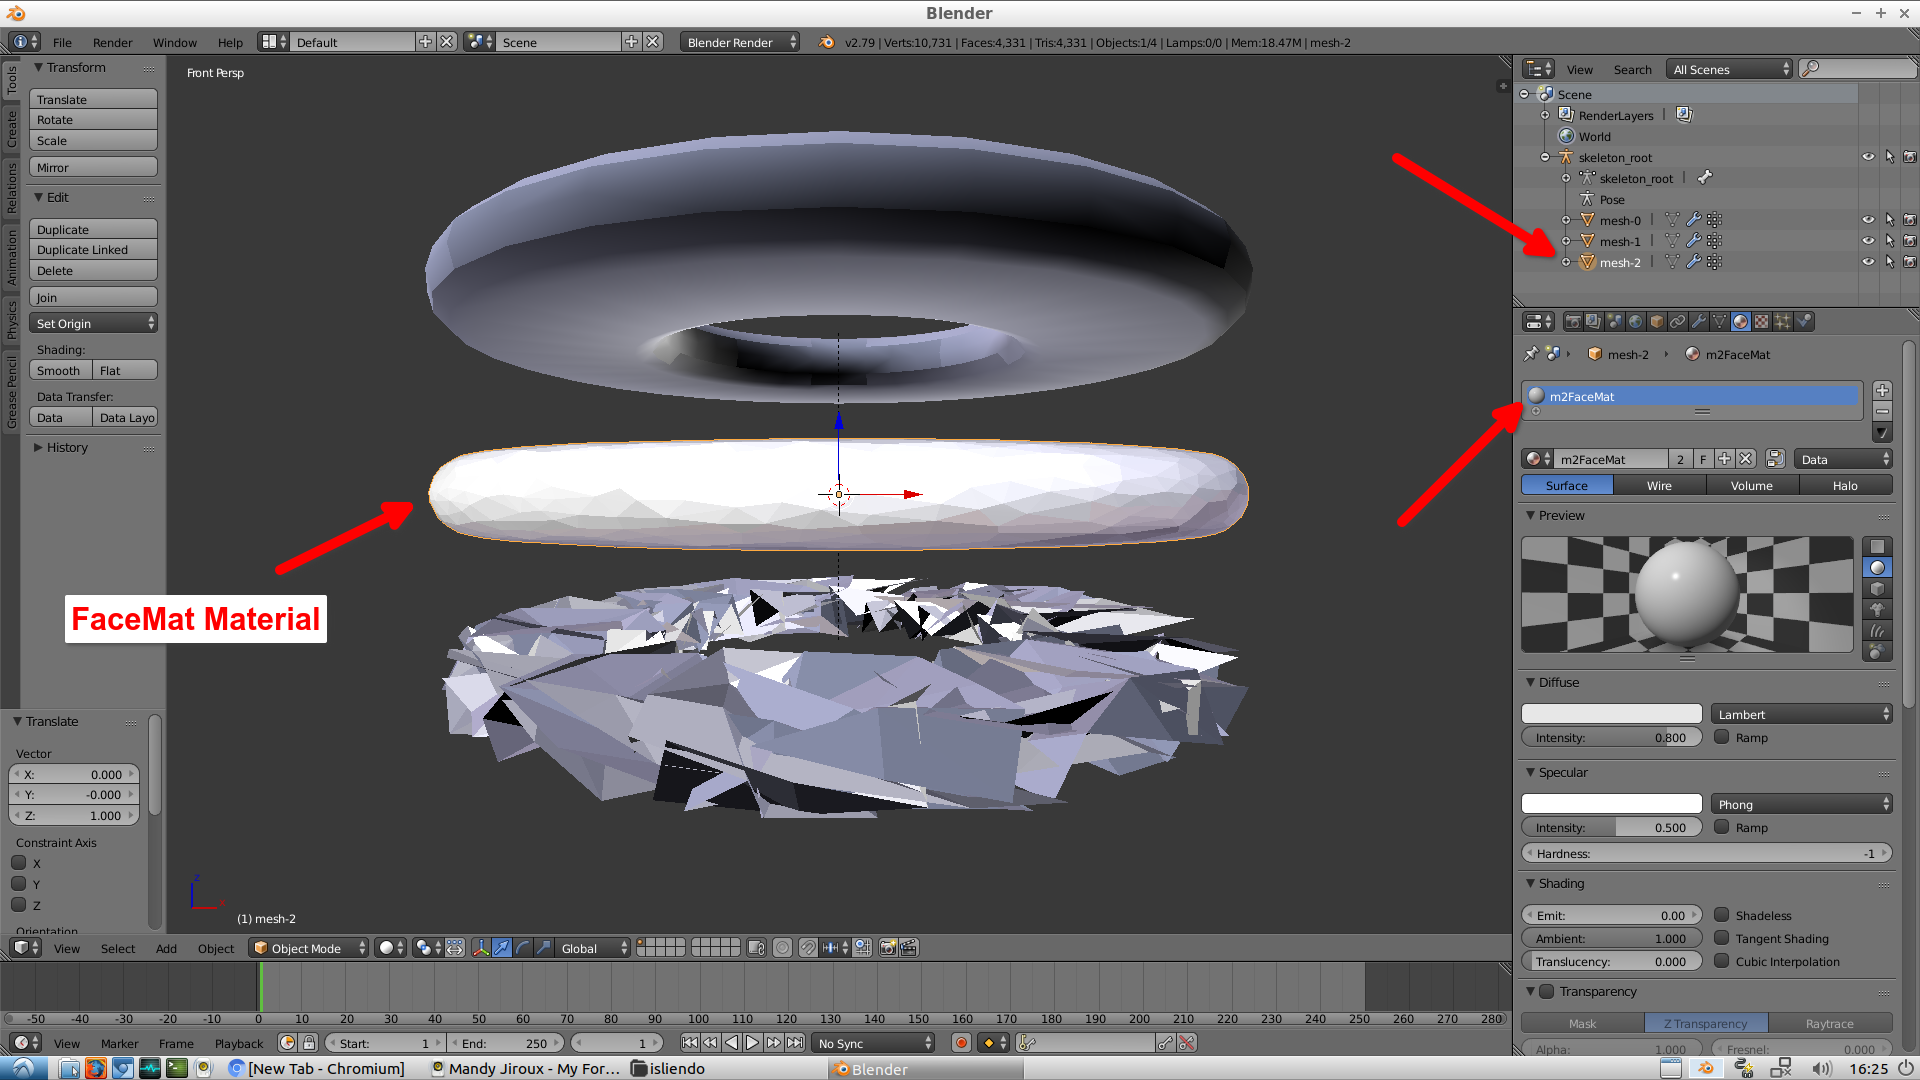 Blender
File Render Window Help Default Scene Blender Render v2.79 | Verts:10,731 | Faces:4,331 | Tris:4,331 | Objects:1/4 | Lamps:0/0 | Mem:18.47M | mesh-2
Tools
Create
Relations
Animation
Physics
Grease Pencil
Transform
Translate
Rotate
Scale
Mirror
Edit
Duplicate
Duplicate Linked
Delete
Join
Set Origin
Shading:
Smooth Flat
Data Transfer:
Data Data Layo
History
Translate
Vector
X: 0.000
Y: -0.000
Z: 1.000
Constraint Axis
X
Y
Z
Orientation
Front Persp
FaceMat Material
z
(1) mesh-2
View Search All Scenes
Scene
RenderLayers |
World
skeleton_root
skeleton_root |
Pose
mesh-0 |
mesh-1 |
mesh-2 |
mesh-2 m2FaceMat
m2FaceMat
m2FaceMat 2 F Data
Surface Wire Volume Halo
Preview
Diffuse
Lambert
Intensity: 0.800 Ramp
Specular
Phong
Intensity: 0.500 Ramp
Hardness: -1
Shading
Emit: 0.00 Shadeless
Ambient: 1.000 Tangent Shading
Translucency: 0.000 Cubic Interpolation
Transparency
Mask Z Transparency Raytrace
Alpha: 1.000 Fresnel: 0.000
View Select Add Object Object Mode Global
-50 -40 -30 -20 -10 0 10 20 30 40 50 60 70 80 90 100 110 120 130 140 150 160 170 180 190 200 210 220 230 240 250 260 270 280
View Marker Frame Playback Start: 1 End: 250 1 No Sync
[New Tab - Chromium] Mandy Jiroux - My For... isliendo Blender 16:25